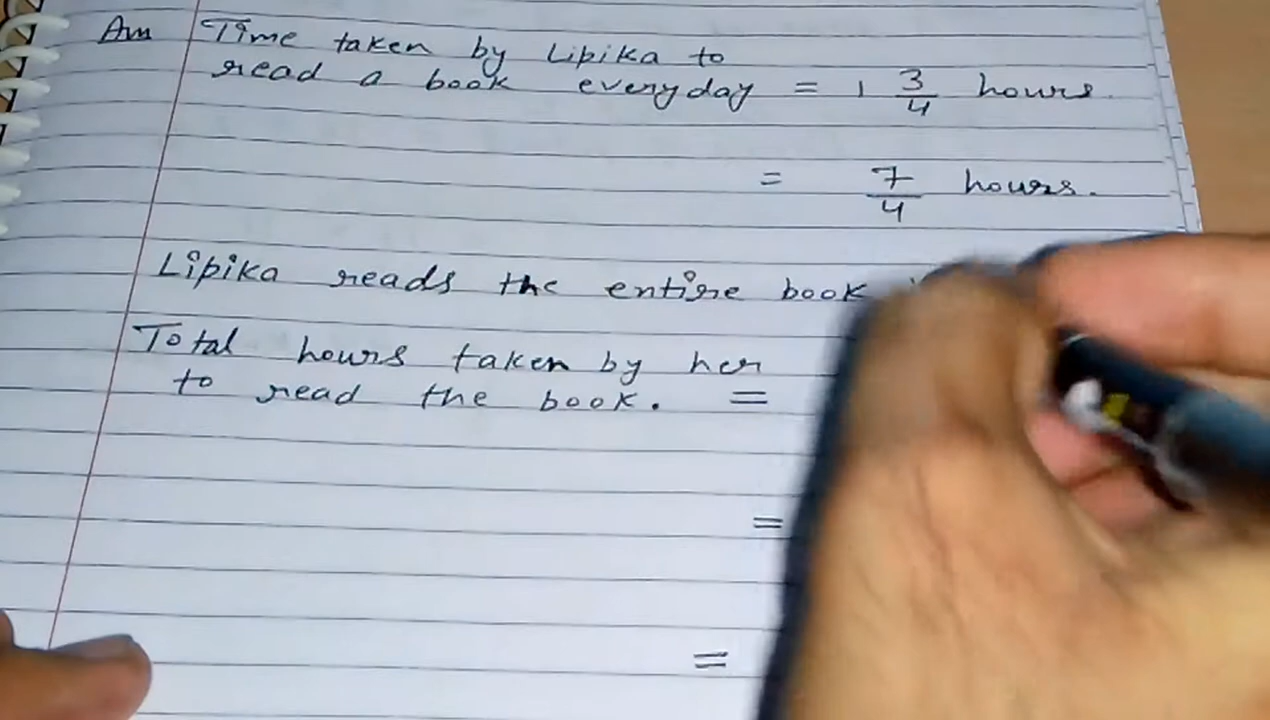 Ans Time taken by Lipika to
read a book everyday = 1 3/4 hours.
= 7/4 hours.
Lipika reads the entire book
Total hours taken by her
to read the book. =
=
=